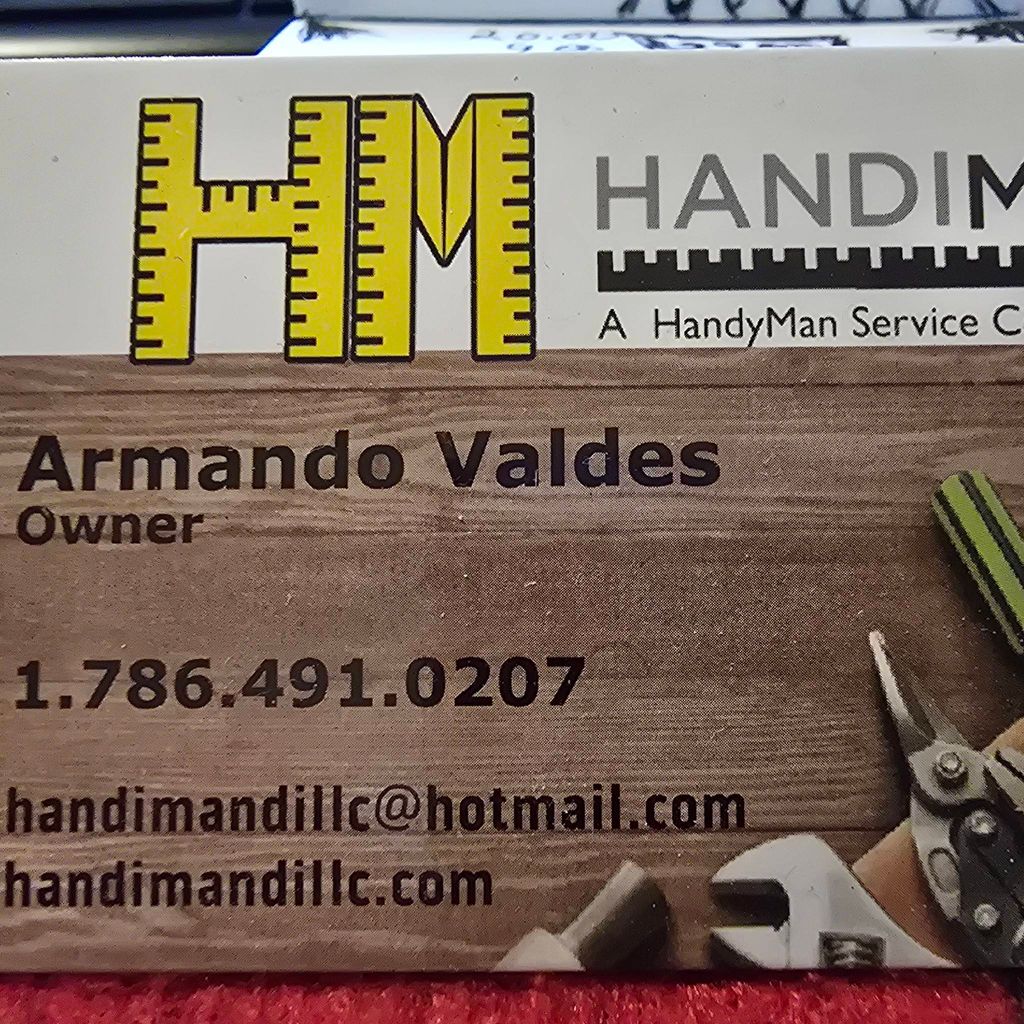 HM
HANDIM
A HandyMan Service C
Armando Valdes
Owner
1.786.491.0207
handimandillc@hotmail.com
handimandillc.com